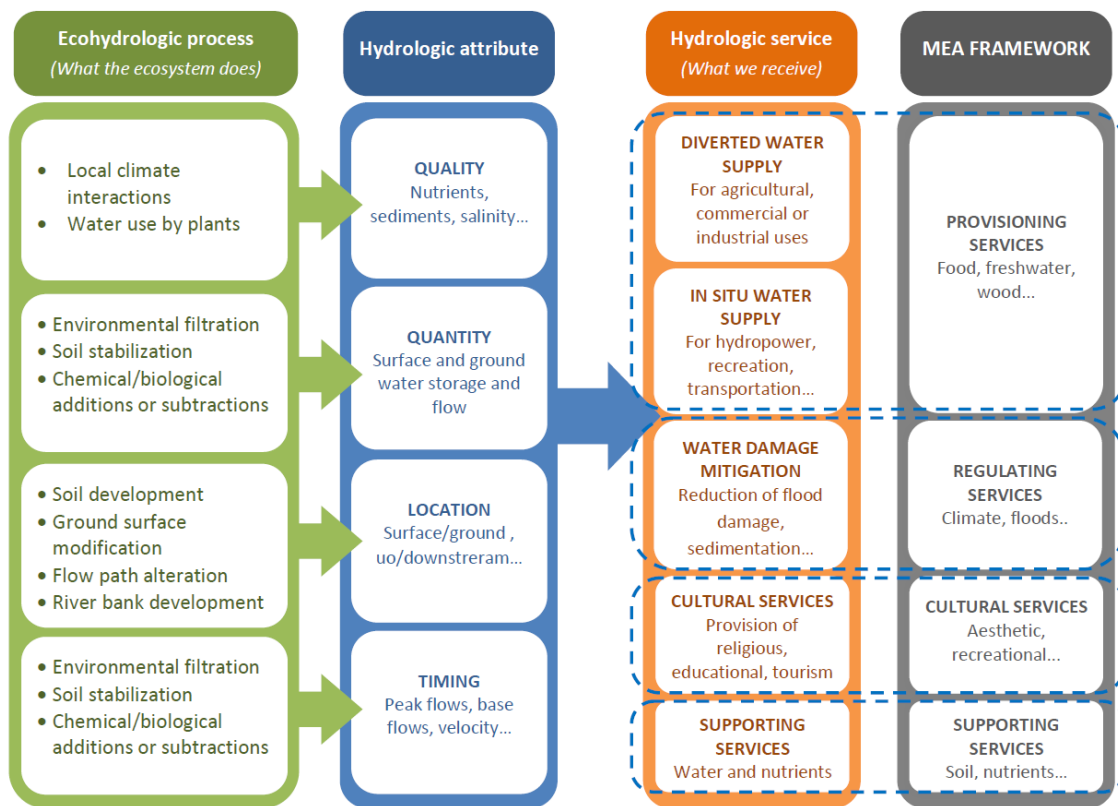 Ecohydrologic process
(What the ecosystem does)
• Local climate
interactions
• Water use by plants
• Environmental filtration
• Soil stabilization
• Chemical/biological
additions or subtractions
• Soil development
• Ground surface
modification
• Flow path alteration
• River bank development
• Environmental filtration
• Soil stabilization
• Chemical/biological
additions or subtractions
Hydrologic attribute
QUALITY
Nutrients,
sediments, salinity…
QUANTITY
Surface and ground
water storage and
flow
LOCATION
Surface/ground ,
uo/downstreram…
TIMING
Peak flows, base
flows, velocity…
Hydrologic service
(What we receive)
DIVERTED WATER
SUPPLY
For agricultural,
commercial or
industrial uses
IN SITU WATER
SUPPLY
For hydropower,
recreation,
transportation…
WATER DAMAGE
MITIGATION
Reduction of flood
damage,
sedimentation…
CULTURAL SERVICES
Provision of
religious,
educational, tourism
SUPPORTING
SERVICES
Water and nutrients
MEA FRAMEWORK
PROVISIONING
SERVICES
Food, freshwater,
wood…
REGULATING
SERVICES
Climate, floods..
CULTURAL SERVICES
Aesthetic,
recreational…
SUPPORTING
SERVICES
Soil, nutrients…